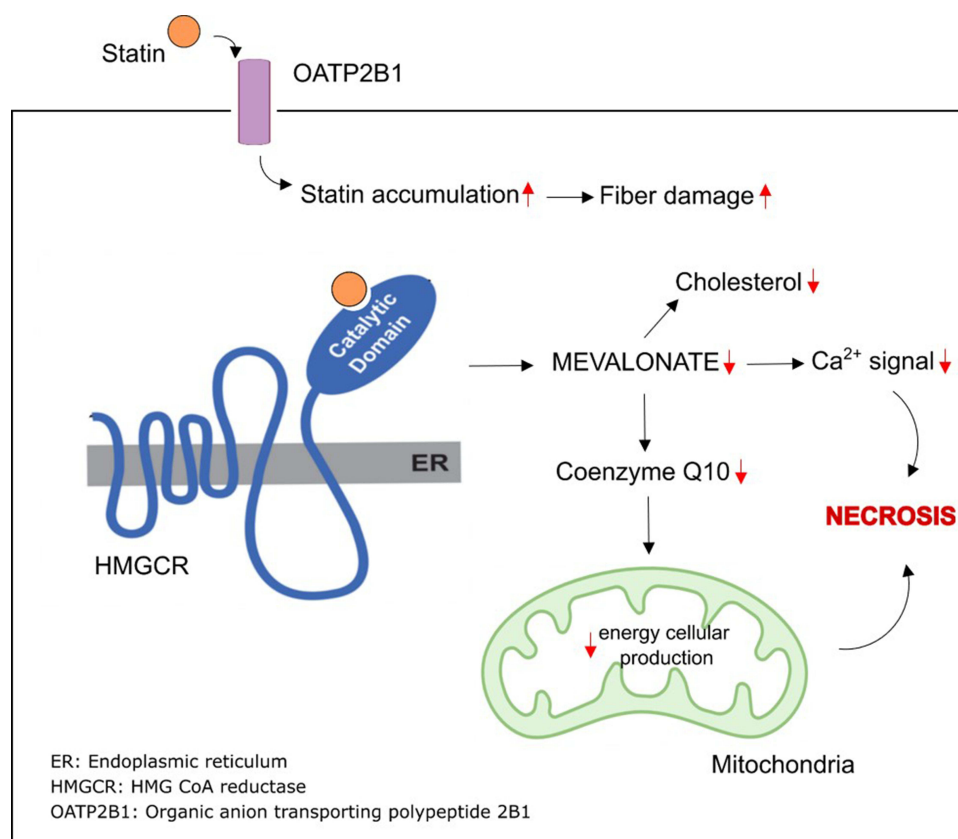 Statin
OATP2B1
Statin accumulation
Fiber damage
Catalytic
Domain
Cholesterol
MEVALONATE
Ca²⁺ signal
ER
Coenzyme Q10
NECROSIS
HMGCR
energy cellular
production
Mitochondria
ER: Endoplasmic reticulum
HMGCR: HMG CoA reductase
OATP2B1: Organic anion transporting polypeptide 2B1